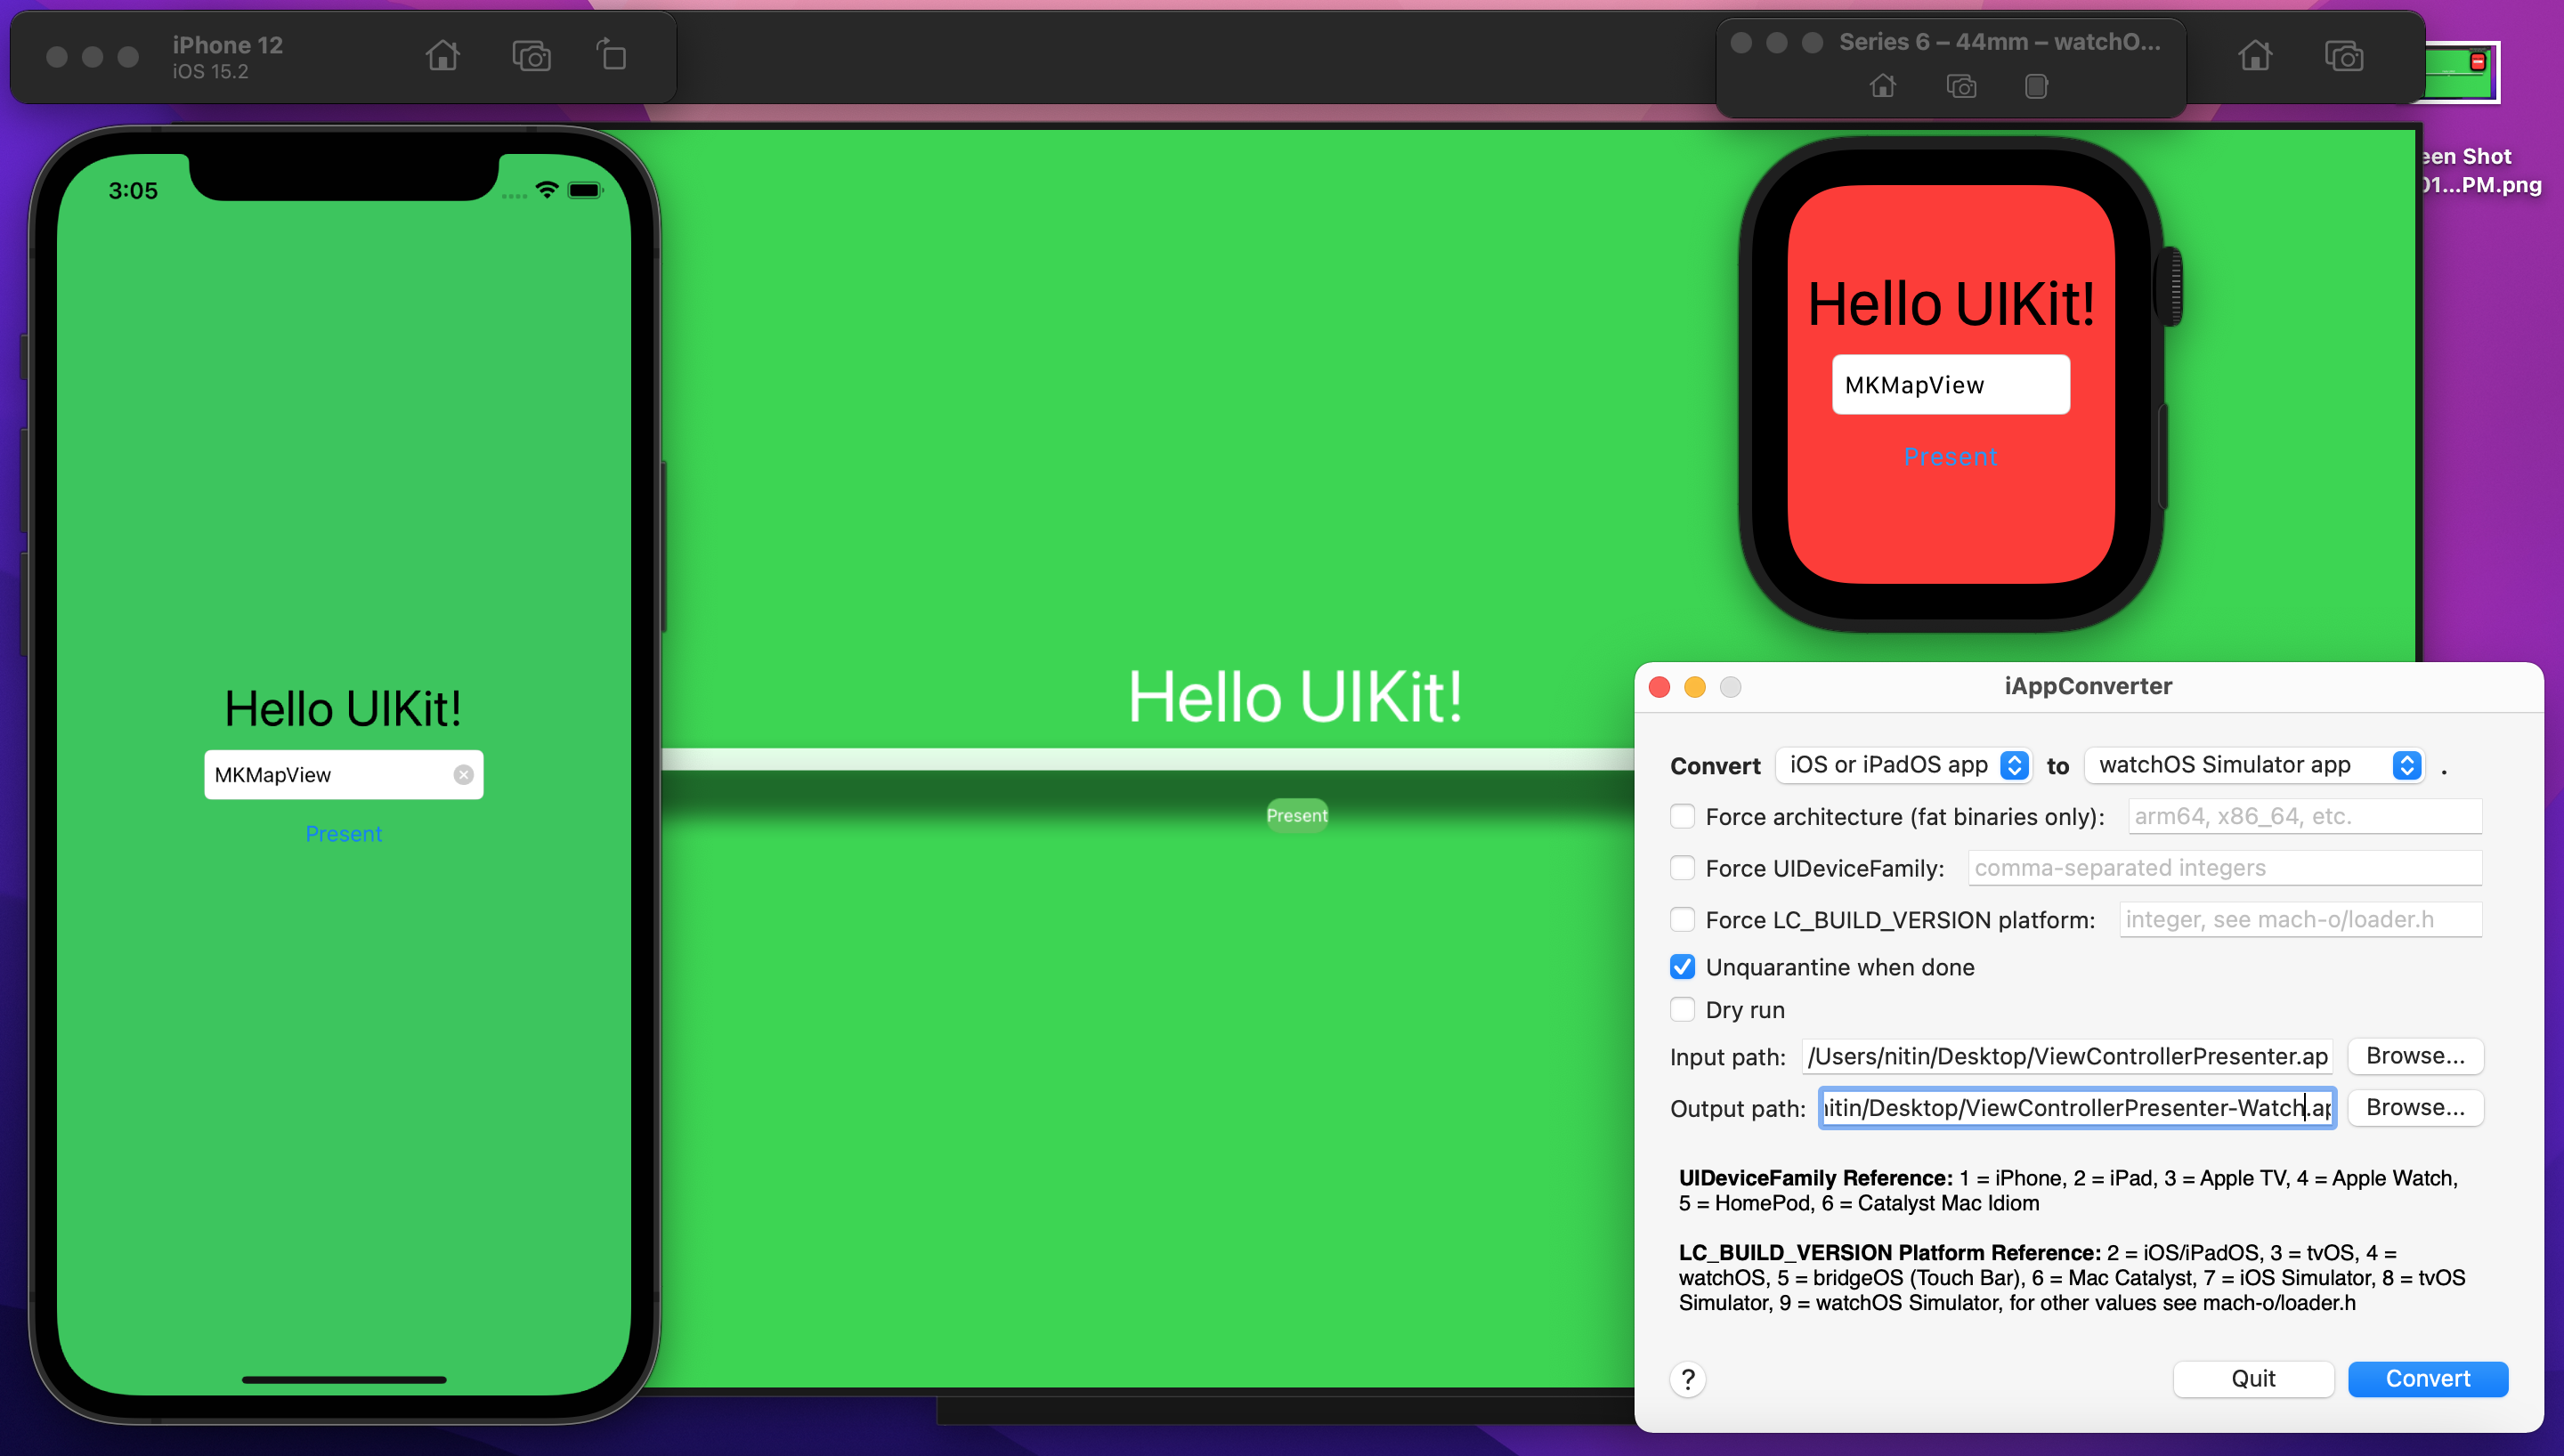 iPhone 12
iOS 15.2
Series 6 – 44mm – watchO...
een Shot
01...PM.png
3:05
Hello UIKit!
MKMapView
Present
Hello UIKit!
Present
Hello UIKit!
MKMapView
Present
iAppConverter
Convert iOS or iPadOS app to watchOS Simulator app .
Force architecture (fat binaries only): arm64, x86_64, etc.
Force UIDeviceFamily: comma-separated integers
Force LC_BUILD_VERSION platform: integer, see mach-o/loader.h
Unquarantine when done
Dry run
Input path: /Users/nitin/Desktop/ViewControllerPresenter.ap Browse...
Output path: nitin/Desktop/ViewControllerPresenter-Watch.ap Browse...
UIDeviceFamily Reference: 1 = iPhone, 2 = iPad, 3 = Apple TV, 4 = Apple Watch,
5 = HomePod, 6 = Catalyst Mac Idiom
LC_BUILD_VERSION Platform Reference: 2 = iOS/iPadOS, 3 = tvOS, 4 =
watchOS, 5 = bridgeOS (Touch Bar), 6 = Mac Catalyst, 7 = iOS Simulator, 8 = tvOS
Simulator, 9 = watchOS Simulator, for other values see mach-o/loader.h
? Quit Convert